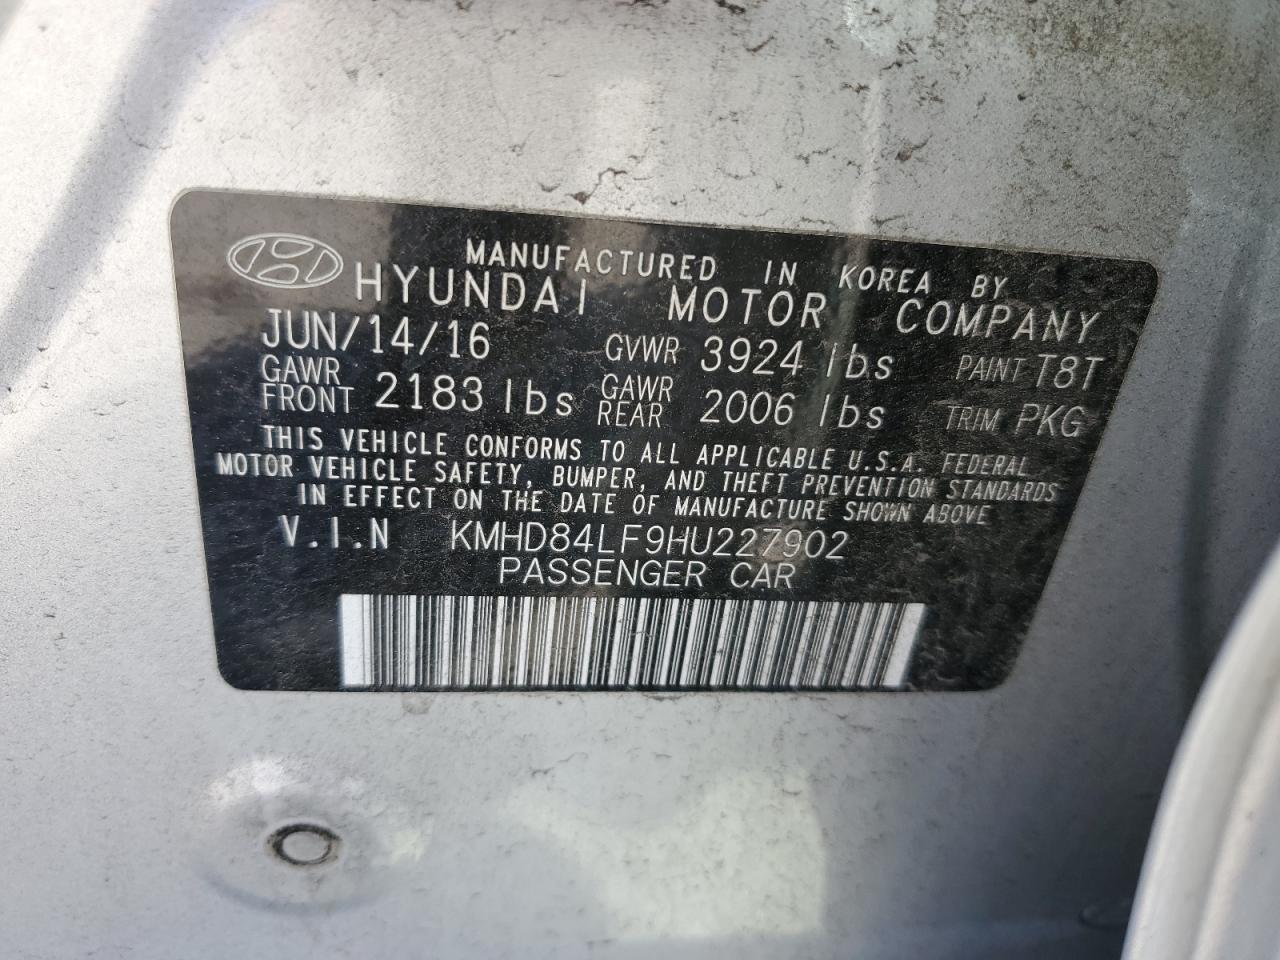 MANUFACTURED IN KOREA BY
HYUNDAI MOTOR COMPANY
JUN/14/16 GVWR 3924 lbs PAINT T8T
GAWR FRONT 2183 lbs GAWR REAR 2006 lbs TRIM PKG
THIS VEHICLE CONFORMS TO ALL APPLICABLE U.S.A. FEDERAL
MOTOR VEHICLE SAFETY, BUMPER, AND THEFT PREVENTION STANDARDS
IN EFFECT ON THE DATE OF MANUFACTURE SHOWN ABOVE
V.I.N KMHD84LF9HU227902
PASSENGER CAR